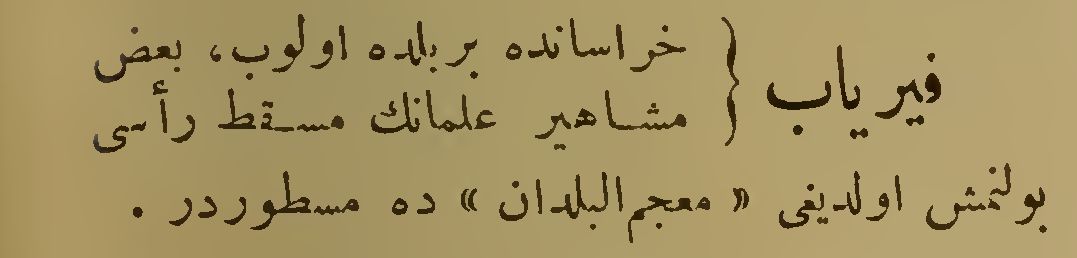 فیریاب { خراسانده بر بلده اولوب، بعض
مشاهیر علمانك مسقط رأسی
بولنمش اولدیغی « معجم‌البلدان » ده مسطوردر .